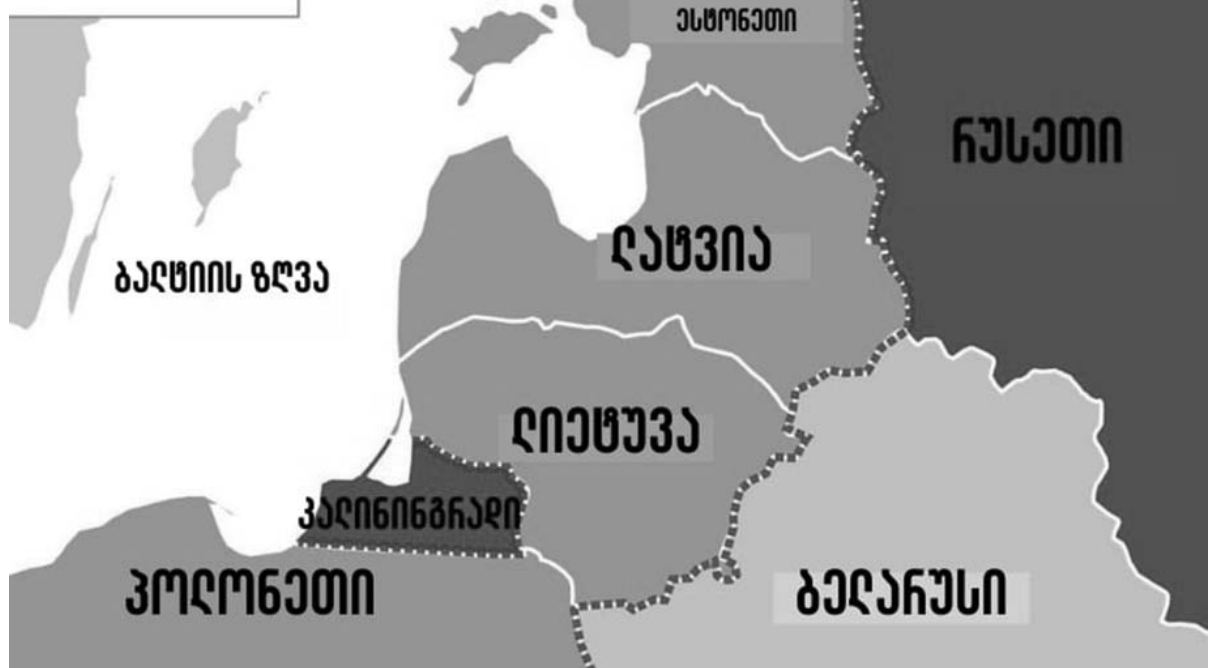 ესტონეთი
რუსეთი
ლატვია
ბალტიის ზღვა
ლიეტუვა
კალინინგრადი
პოლონეთი
ბელარუსი